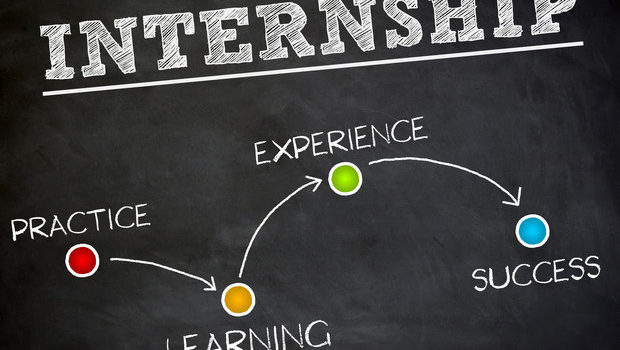 INTERNSHIP
EXPERIENCE
PRACTICE
SUCCESS
LEARNING